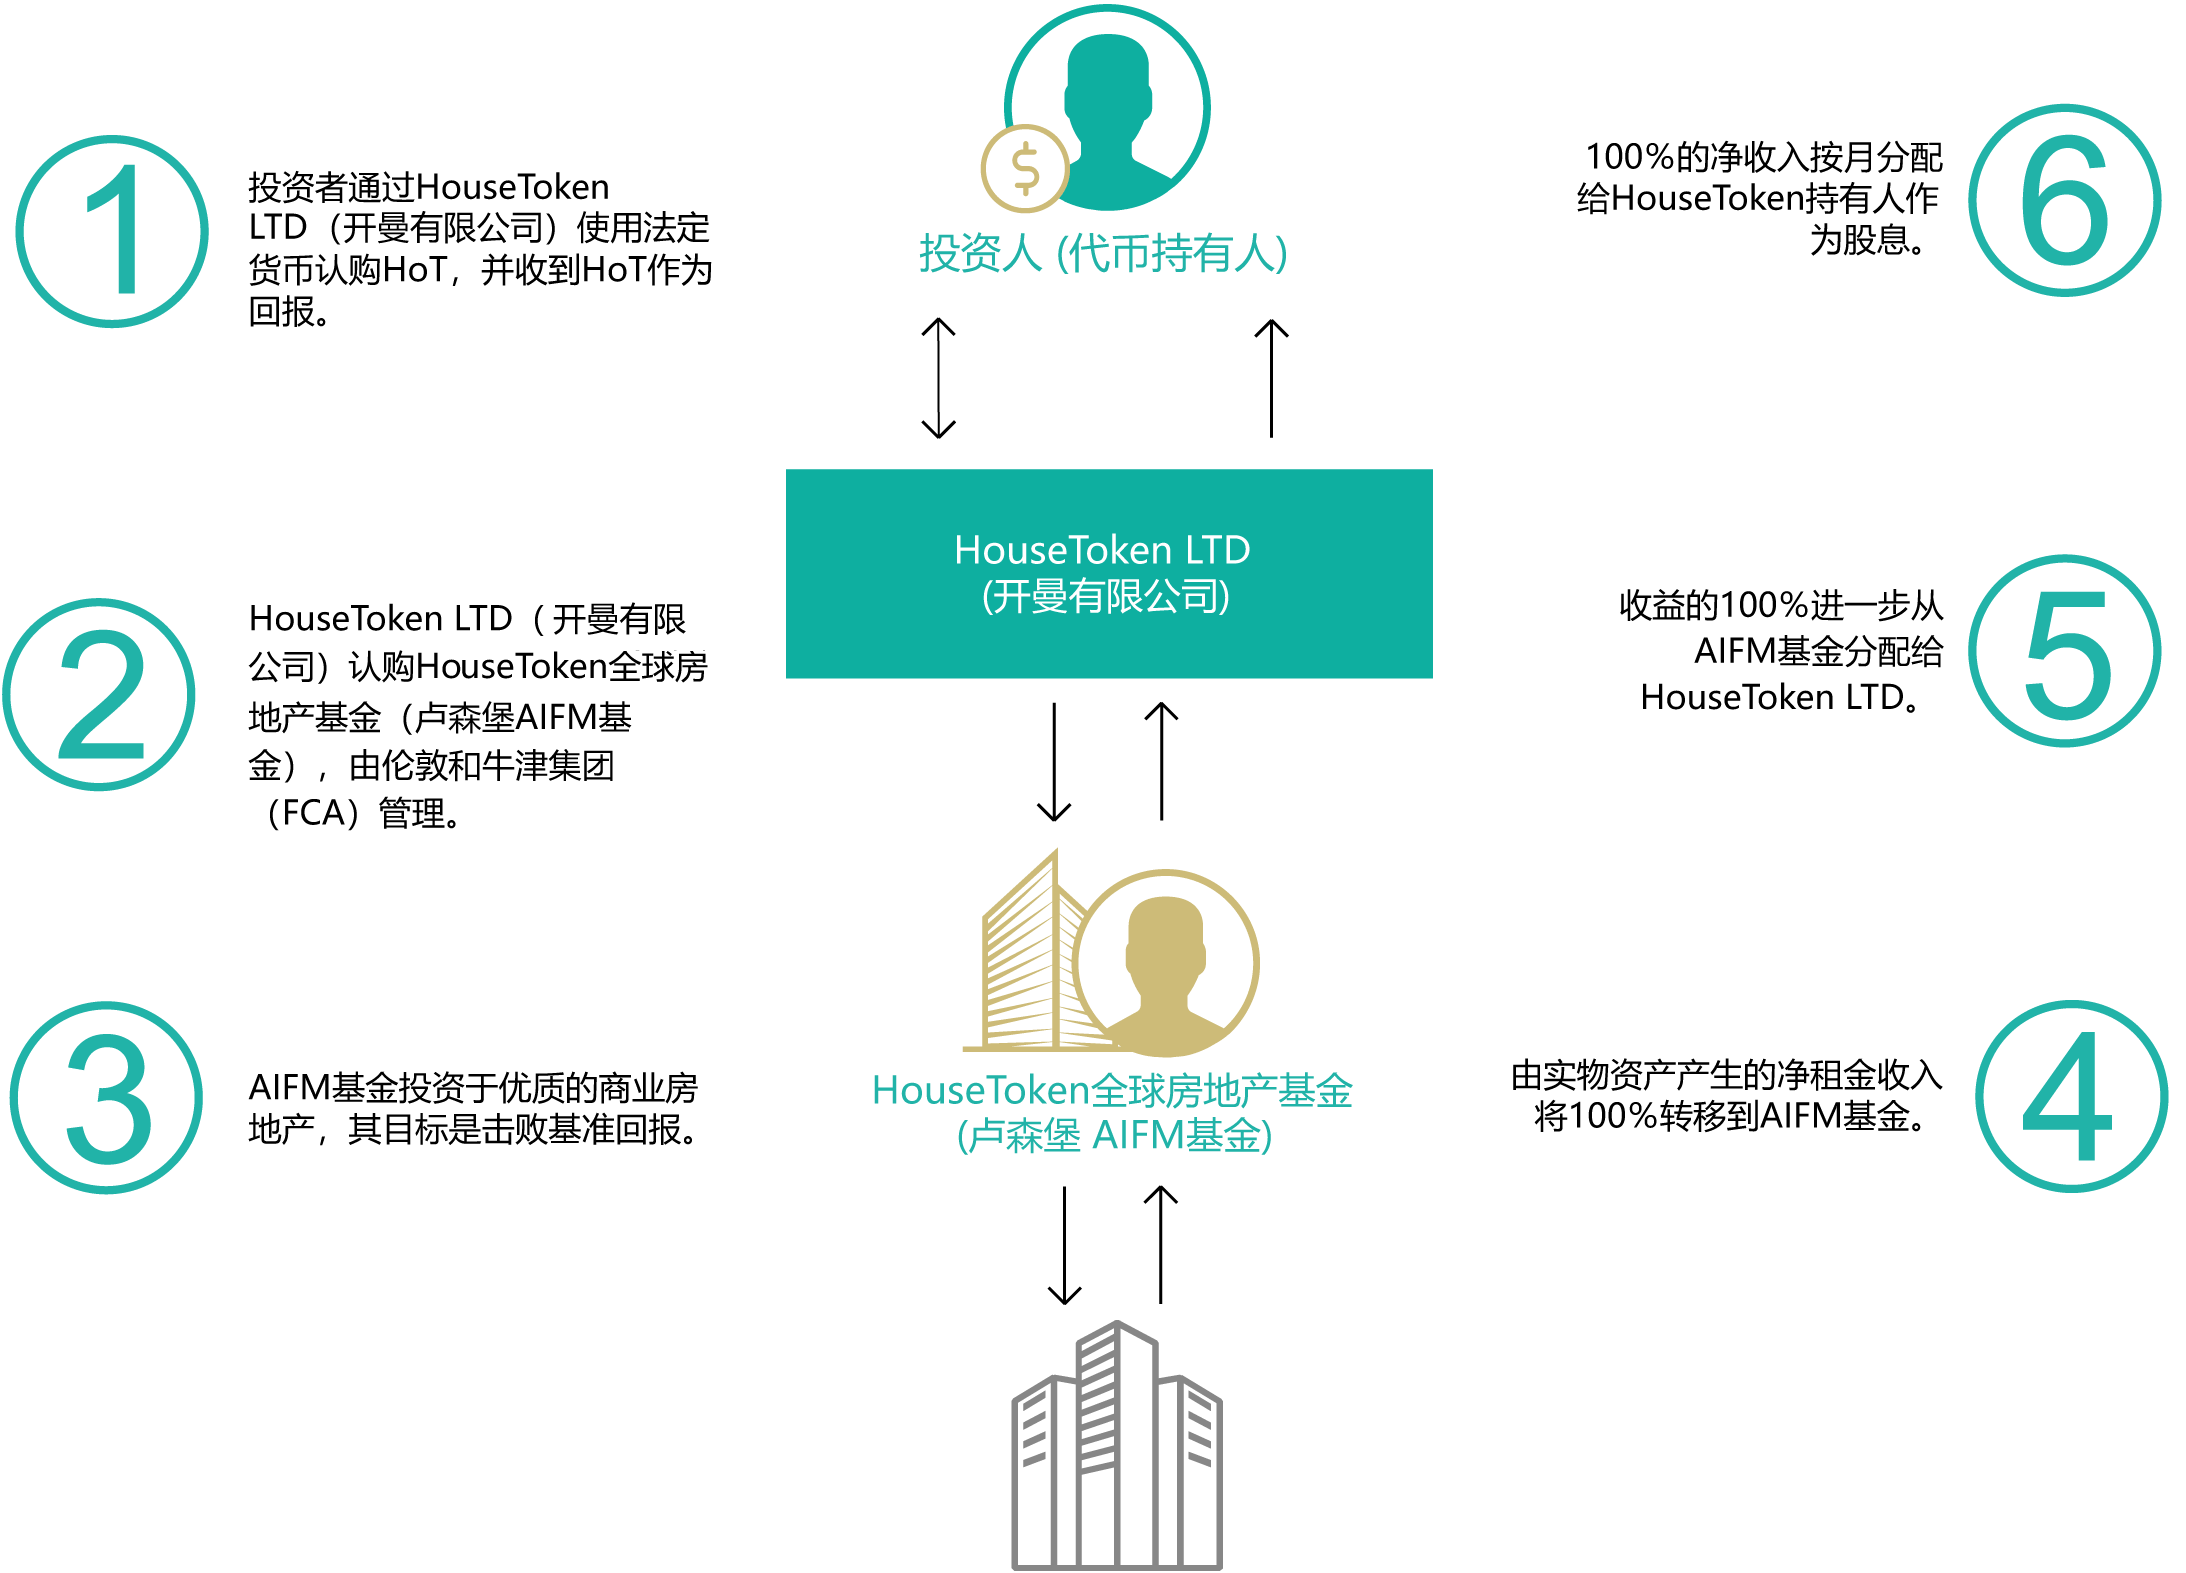 1
投资者通过HouseToken
LTD（开曼有限公司）使用法定
货币认购HoT，并收到HoT作为
回报。
2
HouseToken LTD（ 开曼有限
公司）认购HouseToken全球房
地产基金（卢森堡AIFM基
金），由伦敦和牛津集团
（FCA）管理。
3
AIFM基金投资于优质的商业房
地产，其目标是击败基准回报。
$
投资人 (代币持有人)
HouseToken LTD
(开曼有限公司)
HouseToken全球房地产基金
(卢森堡 AIFM基金)
6
100%的净收入按月分配
给HouseToken持有人作
为股息。
5
收益的100%进一步从
AIFM基金分配给
HouseToken LTD。
4
由实物资产产生的净租金收入
将100%转移到AIFM基金。